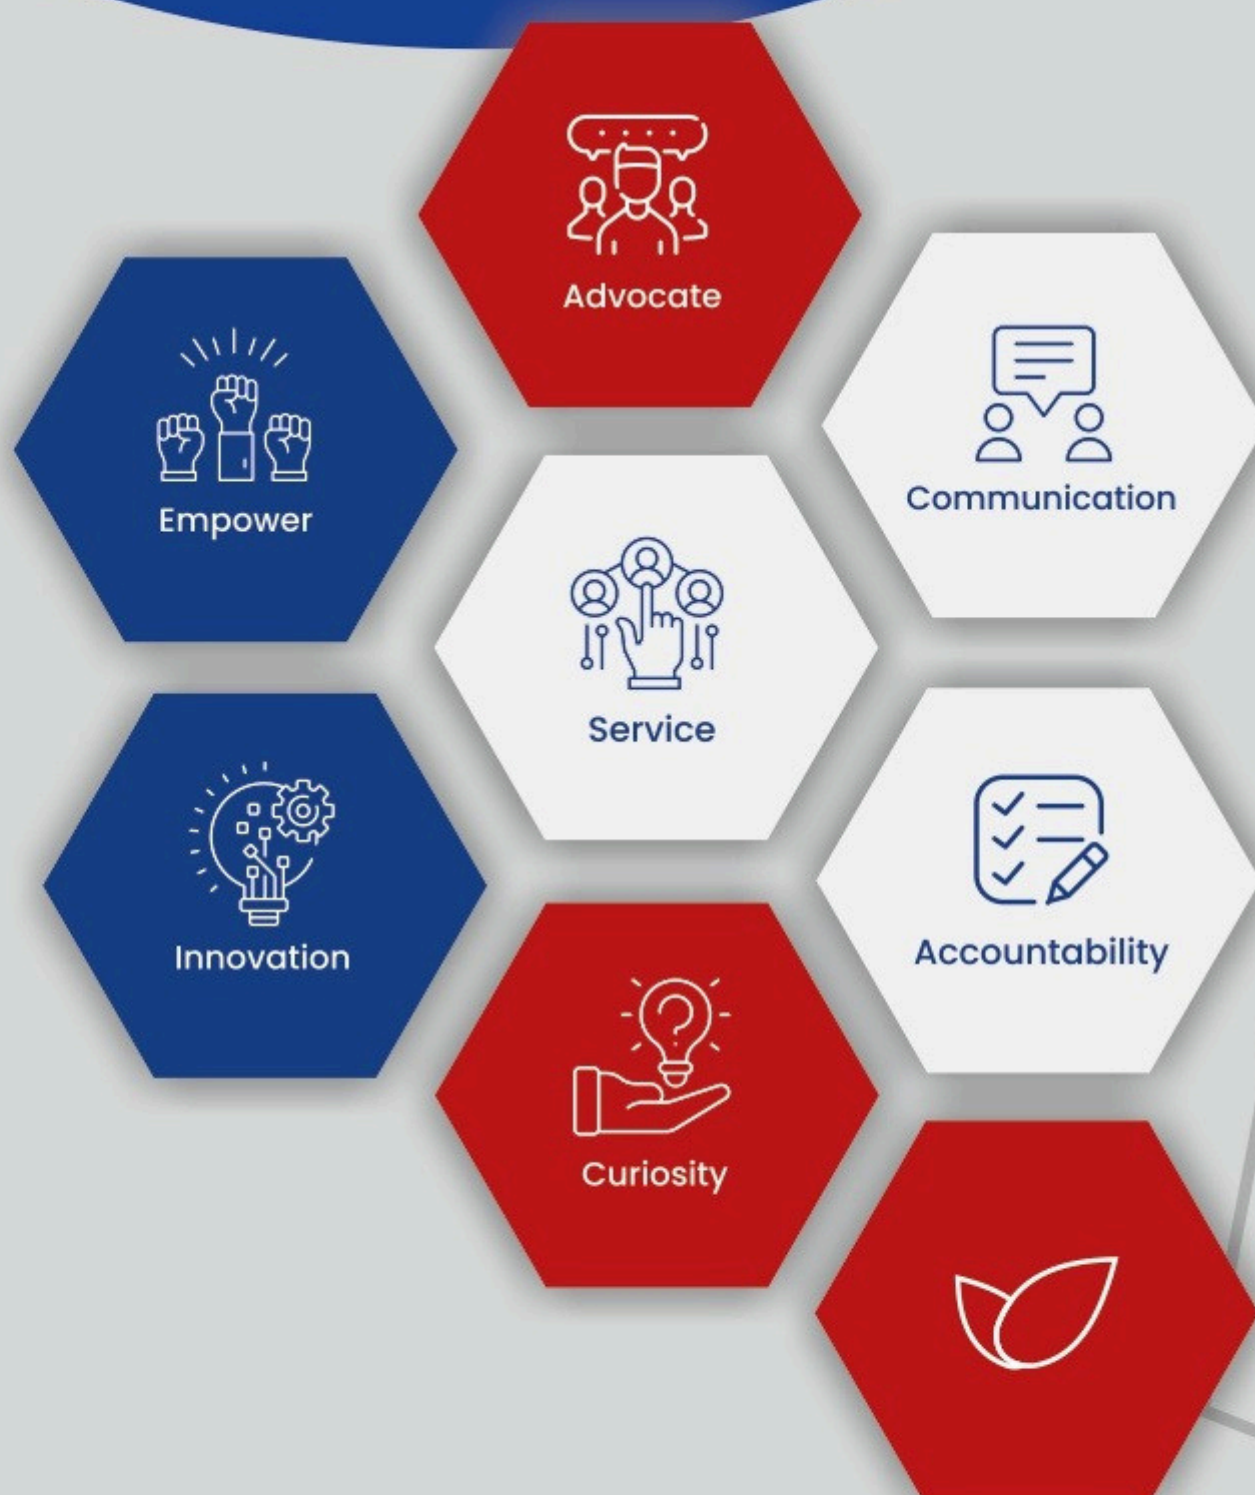 Advocate
Empower
Communication
Service
Innovation
Accountability
Curiosity